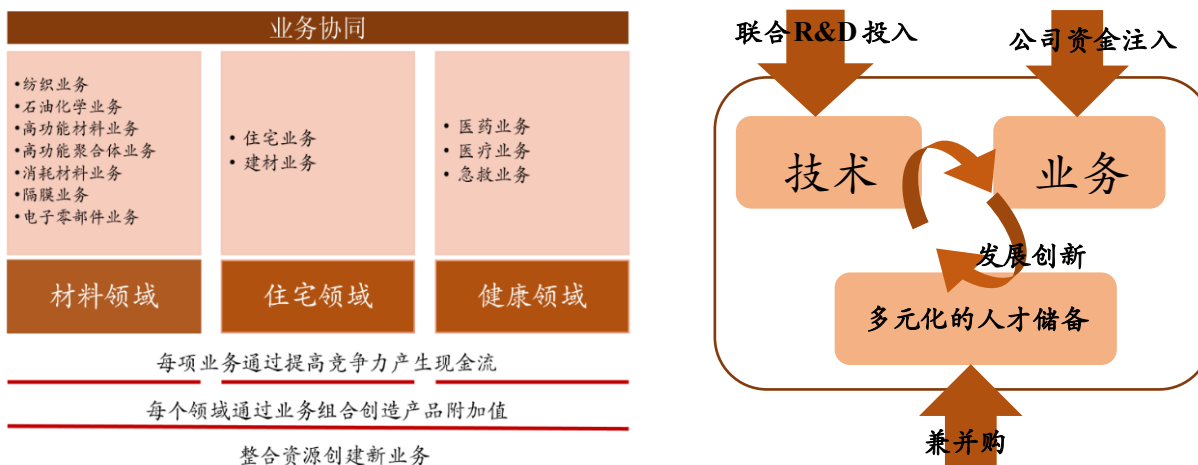 业务协同
•纺织业务
•石油化学业务
•高功能材料业务
•高功能聚合体业务
•消耗材料业务
•隔膜业务
•电子零部件业务
• 住宅业务
• 建材业务
• 医药业务
• 医疗业务
• 急救业务
材料领域
住宅领域
健康领域
每项业务通过提高竞争力产生现金流
每个领域通过业务组合创造产品附加值
整合资源创建新业务
联合R&D投入
公司资金注入
技术
业务
发展创新
多元化的人才储备
兼并购